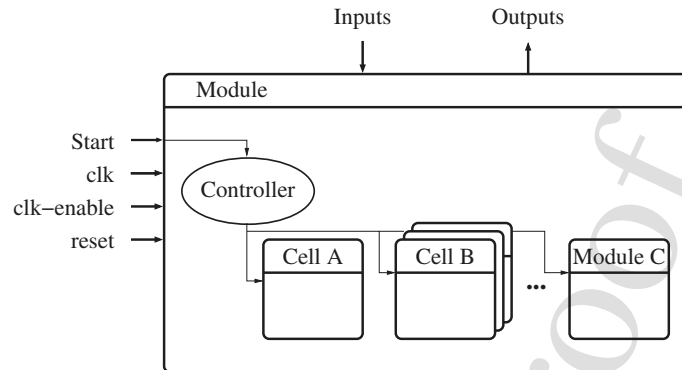 Inputs Outputs
Module
Start
clk
Controller
clk−enable
reset
Cell A Cell B Module C
...